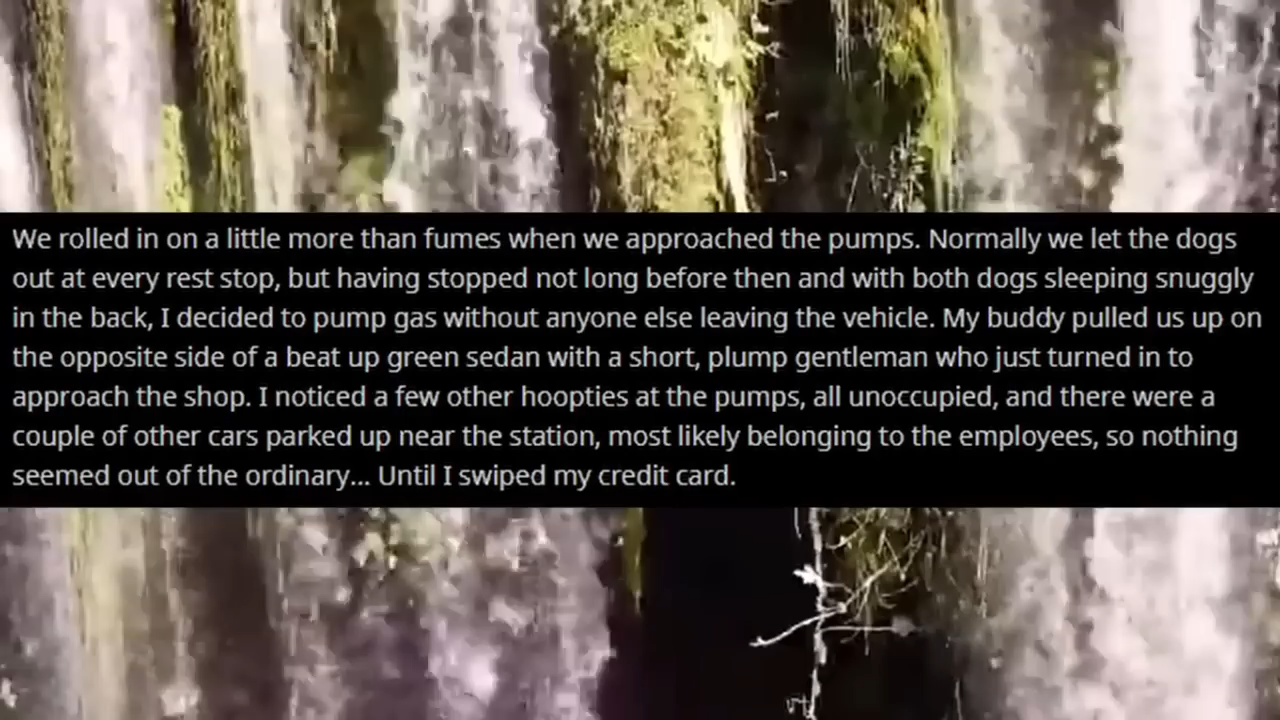 We rolled in on a little more than fumes when we approached the pumps. Normally we let the dogs
out at every rest stop, but having stopped not long before then and with both dogs sleeping snuggly
in the back, I decided to pump gas without anyone else leaving the vehicle. My buddy pulled us up on
the opposite side of a beat up green sedan with a short, plump gentleman who just turned in to
approach the shop. I noticed a few other hoopties at the pumps, all unoccupied, and there were a
couple of other cars parked up near the station, most likely belonging to the employees, so nothing
seemed out of the ordinary... Until I swiped my credit card.